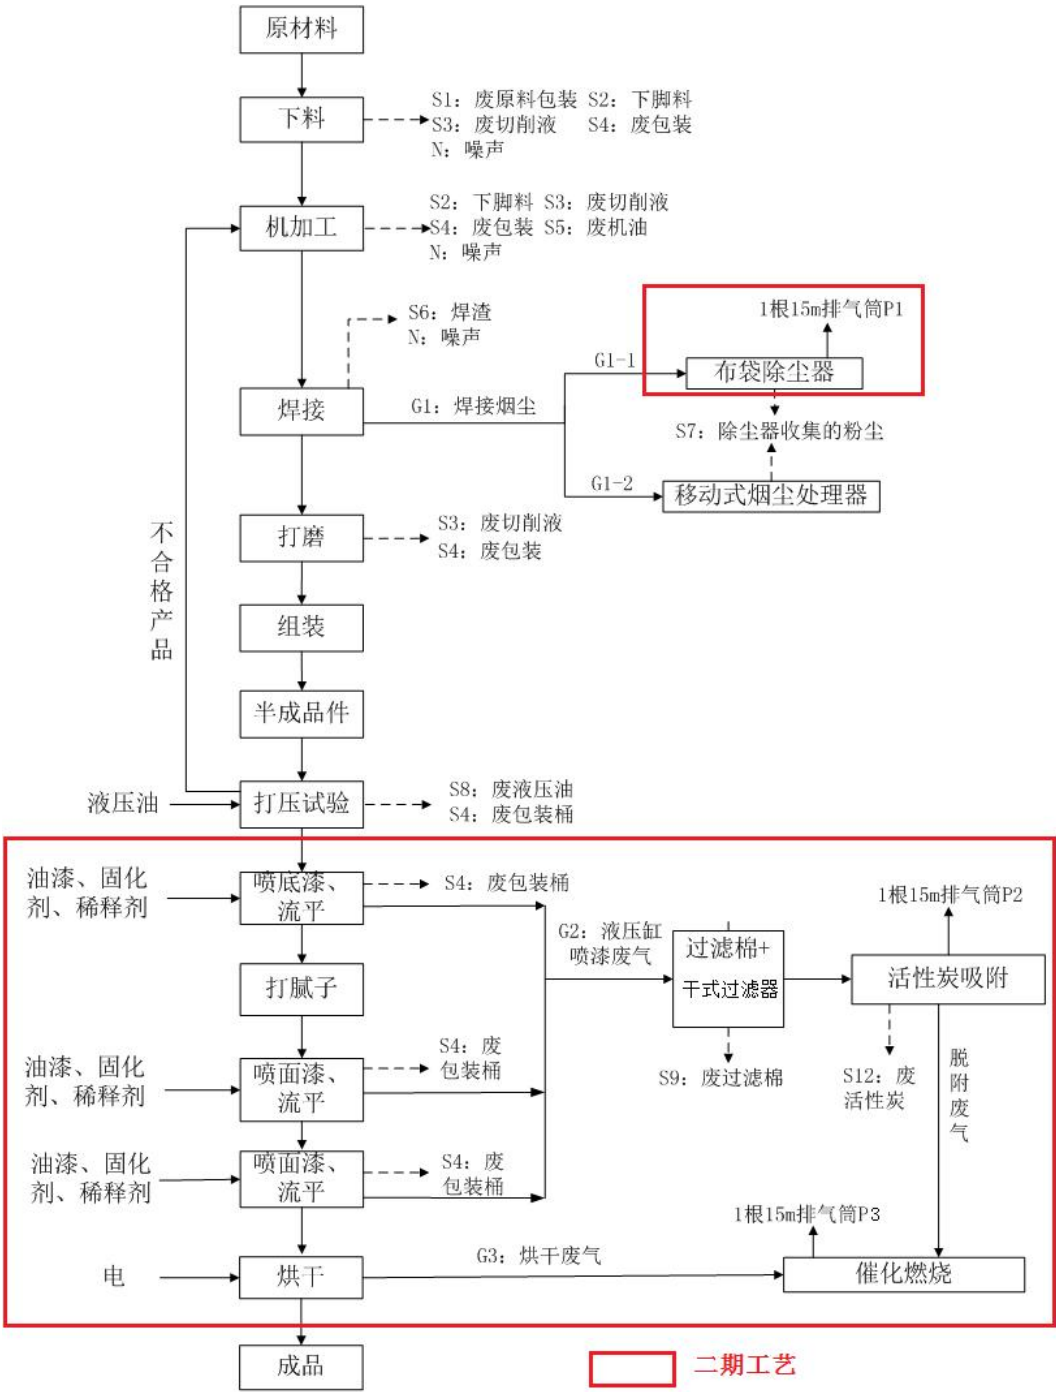 原材料
下料
S1: 废原料包装 S2: 下脚料
S3: 废切削液 S4: 废包装
N: 噪声
机加工
S2: 下脚料 S3: 废切削液
S4: 废包装 S5: 废机油
N: 噪声
S6: 焊渣
N: 噪声
1根15m排气筒P1
G1-1
布袋除尘器
焊接
G1: 焊接烟尘
S7: 除尘器收集的粉尘
G1-2
移动式烟尘处理器
打磨
S3: 废切削液
S4: 废包装
不合格产品
组装
半成品件
液压油
打压试验
S8: 废液压油
S4: 废包装桶
油漆、固化
剂、稀释剂
喷底漆、
流平
S4: 废包装桶
1根15m排气筒P2
G2: 液压缸
喷漆废气
过滤棉+
干式过滤器
活性炭吸附
打腻子
油漆、固化
剂、稀释剂
喷面漆、
流平
S4: 废
包装桶
S9: 废过滤棉
S12: 废
活性炭
脱附废气
油漆、固化
剂、稀释剂
喷面漆、
流平
S4: 废
包装桶
1根15m排气筒P3
电
烘干
G3: 烘干废气
催化燃烧
成品
二期工艺